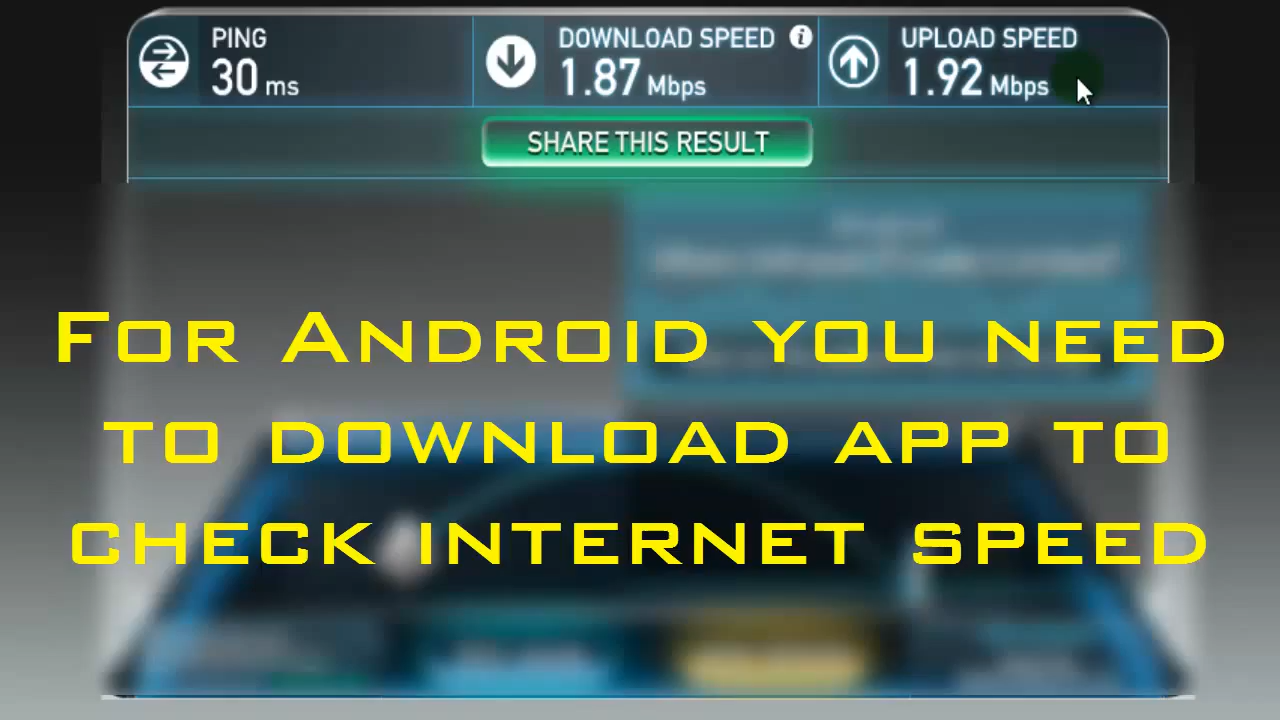 PING
30 ms
DOWNLOAD SPEED
1.87 Mbps
UPLOAD SPEED
1.92 Mbps
SHARE THIS RESULT
For Android you need
to download app to
check internet speed